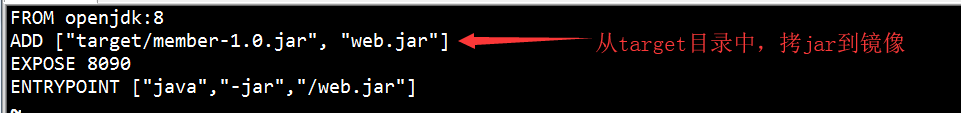 FROM openjdk:8
ADD ["target/member-1.0.jar", "web.jar"] 从target目录中，拷jar到镜像
EXPOSE 8090
ENTRYPOINT ["java","-jar","/web.jar"]
~